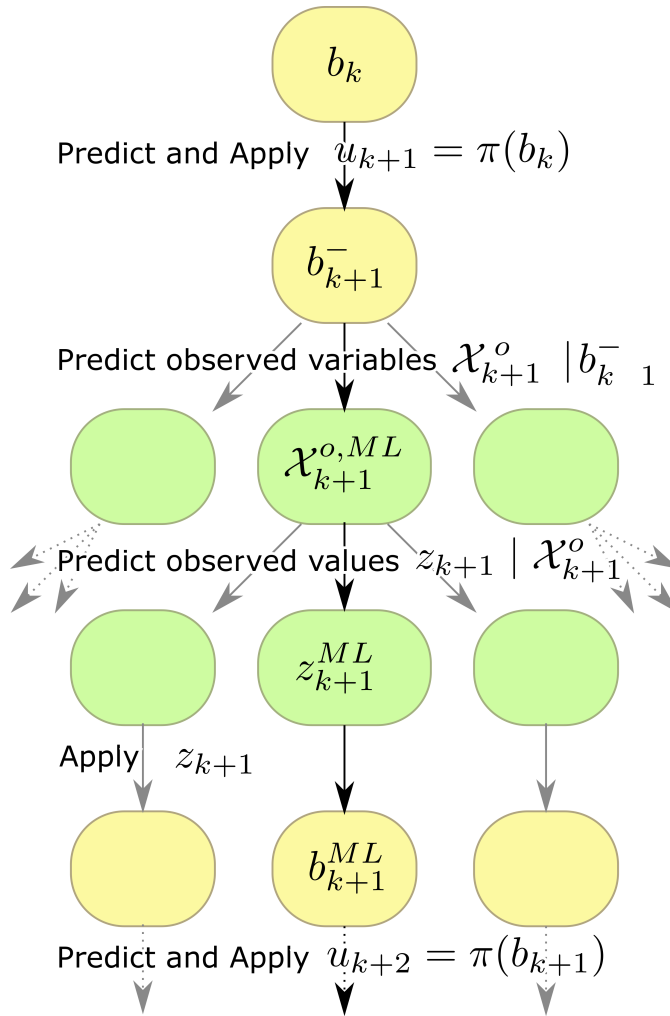 b_k
Predict and Apply u_{k+1} = π(b_k)
b^-_{k+1}
Predict observed variables 𝒳^o_{k+1} | b^-_{k 1}
𝒳^{o,ML}_{k+1}
Predict observed values z_{k+1} | 𝒳^o_{k+1}
z^{ML}_{k+1}
Apply z_{k+1}
b^{ML}_{k+1}
Predict and Apply u_{k+2} = π(b_{k+1})